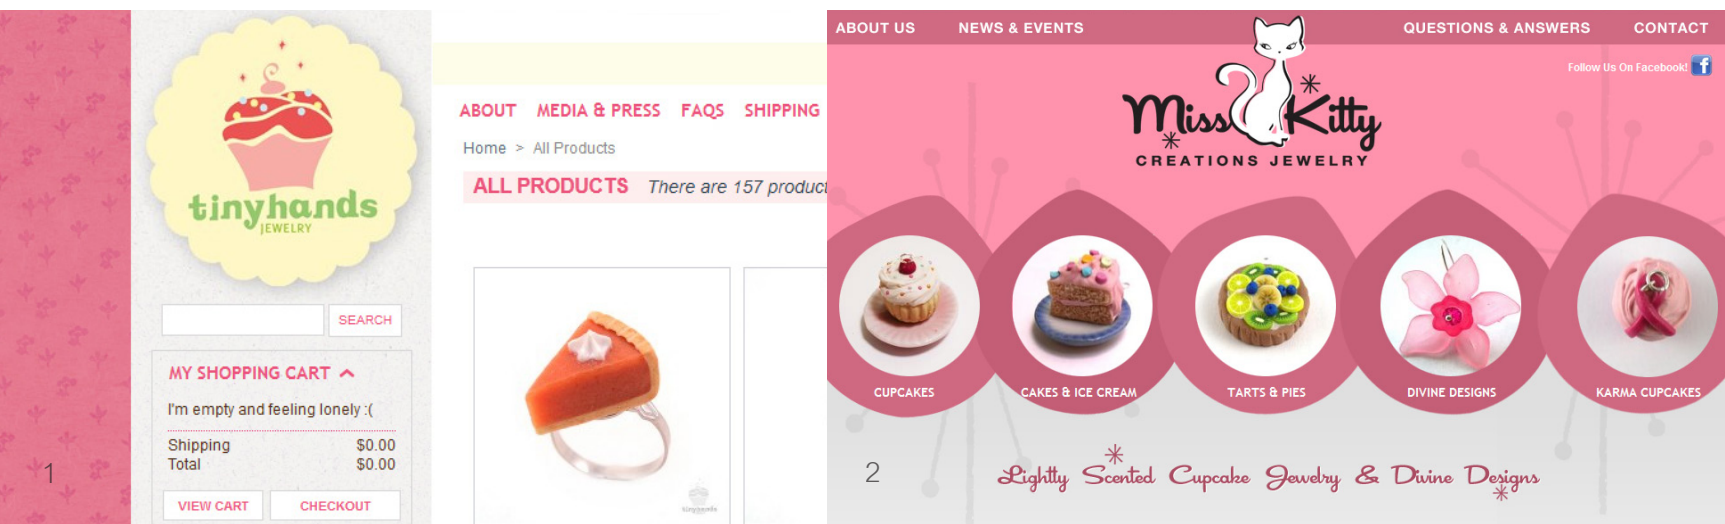 tinyhands
JEWELRY
SEARCH
MY SHOPPING CART
I'm empty and feeling lonely :(
Shipping $0.00
Total $0.00
VIEW CART CHECKOUT
1
ABOUT MEDIA & PRESS FAQS SHIPPING
Home > All Products
ALL PRODUCTS There are 157 product
tinyhands
ABOUT US NEWS & EVENTS QUESTIONS & ANSWERS CONTACT
Follow Us On Facebook! f
Miss Kitty
CREATIONS JEWELRY
CUPCAKES CAKES & ICE CREAM TARTS & PIES DIVINE DESIGNS KARMA CUPCAKES
2
Lightly Scented Cupcake Jewelry & Divine Designs